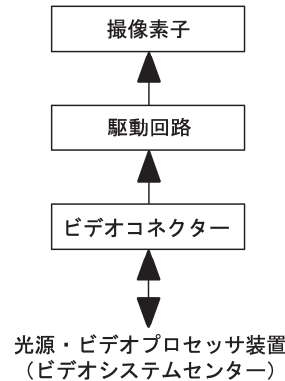 撮像素子
駆動回路
ビデオコネクター
光源・ビデオプロセッサ装置
（ビデオシステムセンター）